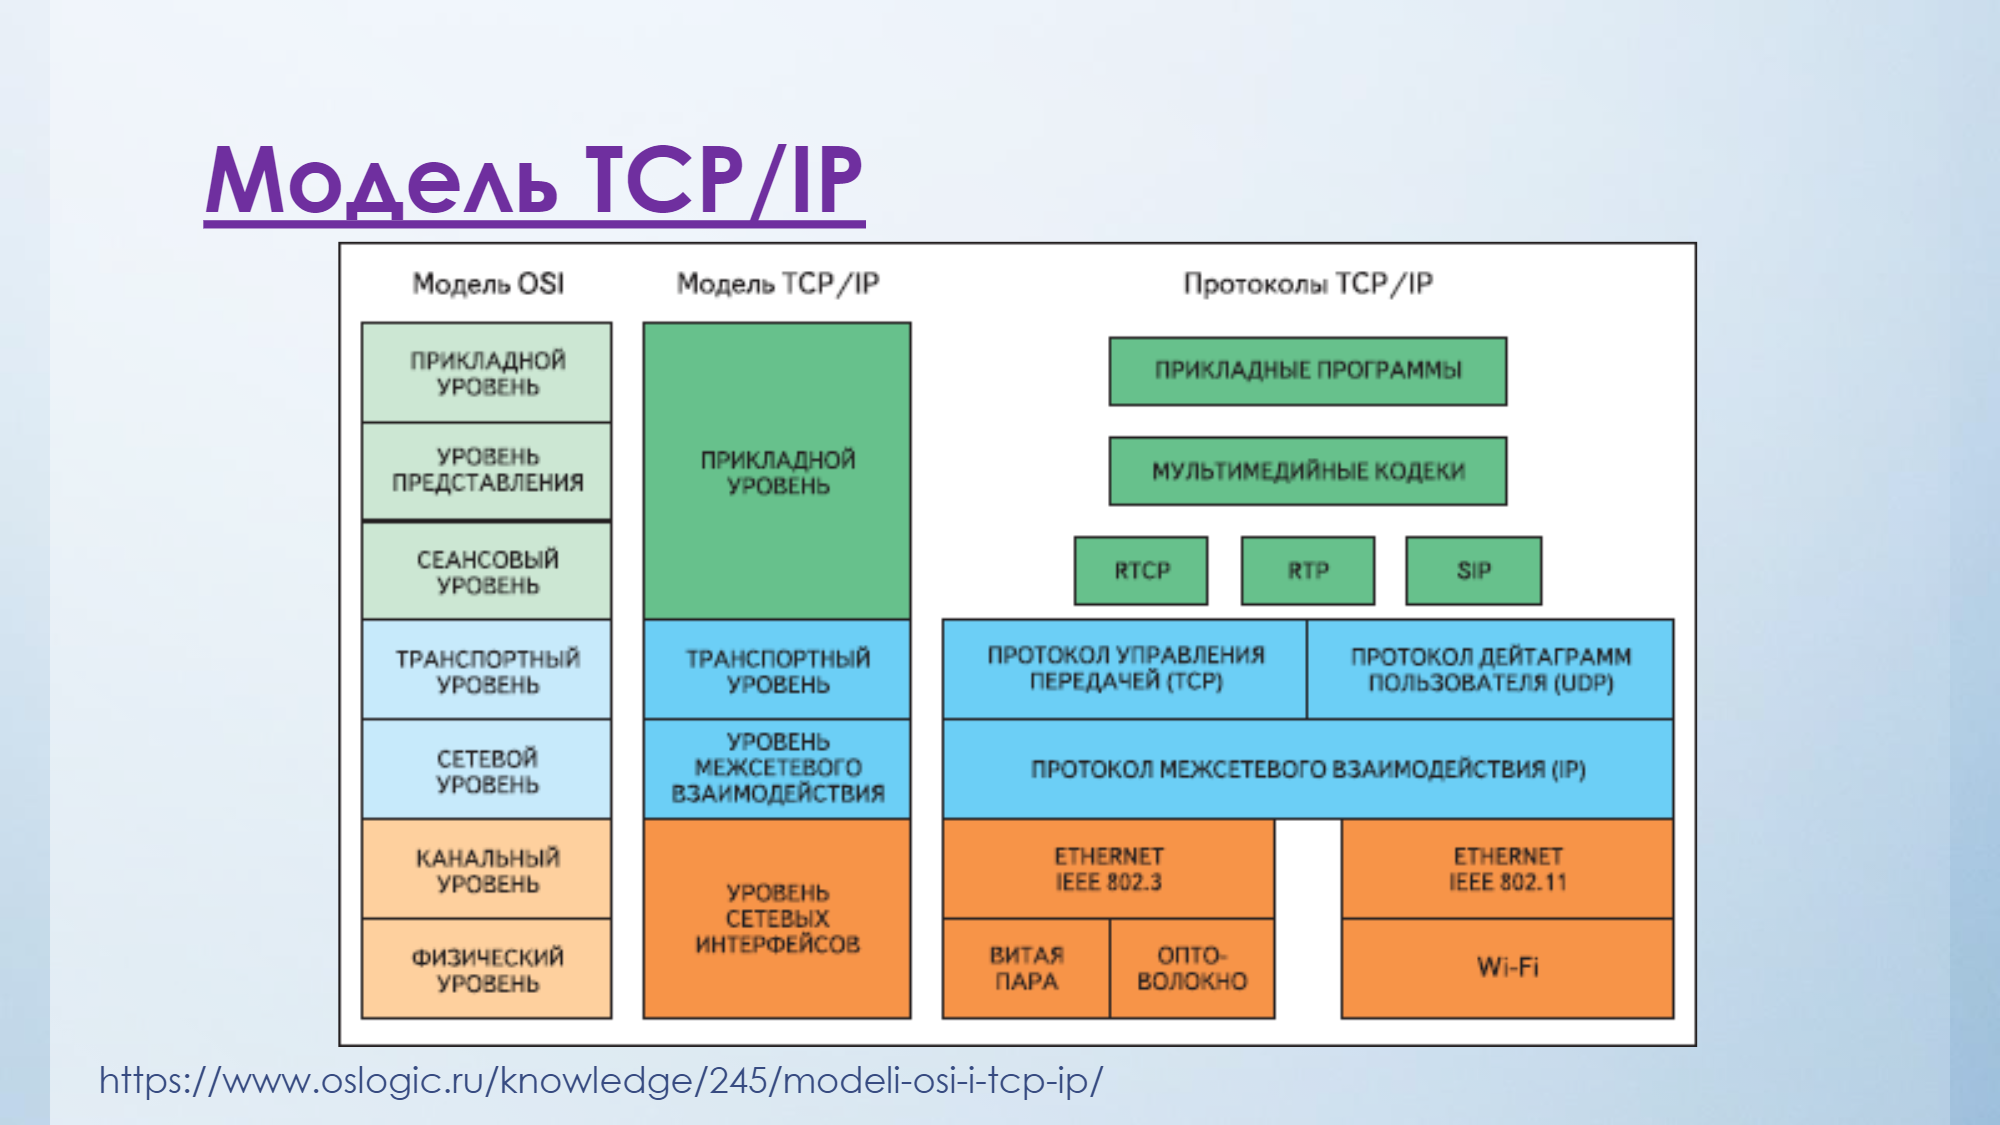 Модель TCP/IP
Модель OSI
Модель TCP/IP
Протоколы TCP/IP
ПРИКЛАДНОЙ
УРОВЕНЬ
УРОВЕНЬ
ПРЕДСТАВЛЕНИЯ
СЕАНСОВЫЙ
УРОВЕНЬ
ТРАНСПОРТНЫЙ
УРОВЕНЬ
СЕТЕВОЙ
УРОВЕНЬ
КАНАЛЬНЫЙ
УРОВЕНЬ
ФИЗИЧЕСКИЙ
УРОВЕНЬ
ПРИКЛАДНОЙ
УРОВЕНЬ
ТРАНСПОРТНЫЙ
УРОВЕНЬ
УРОВЕНЬ
МЕЖСЕТЕВОГО
ВЗАИМОДЕЙСТВИЯ
УРОВЕНЬ
СЕТЕВЫХ
ИНТЕРФЕЙСОВ
ПРИКЛАДНЫЕ ПРОГРАММЫ
МУЛЬТИМЕДИЙНЫЕ КОДЕКИ
RTCP
RTP
SIP
ПРОТОКОЛ УПРАВЛЕНИЯ
ПЕРЕДАЧЕЙ (TCP)
ПРОТОКОЛ ДЕЙТАГРАММ
ПОЛЬЗОВАТЕЛЯ (UDP)
ПРОТОКОЛ МЕЖСЕТЕВОГО ВЗАИМОДЕЙСТВИЯ (IP)
ETHERNET
IEEE 802.3
ETHERNET
IEEE 802.11
ВИТАЯ
ПАРА
ОПТО-
ВОЛОКНО
Wi-Fi
https://www.oslogic.ru/knowledge/245/modeli-osi-i-tcp-ip/